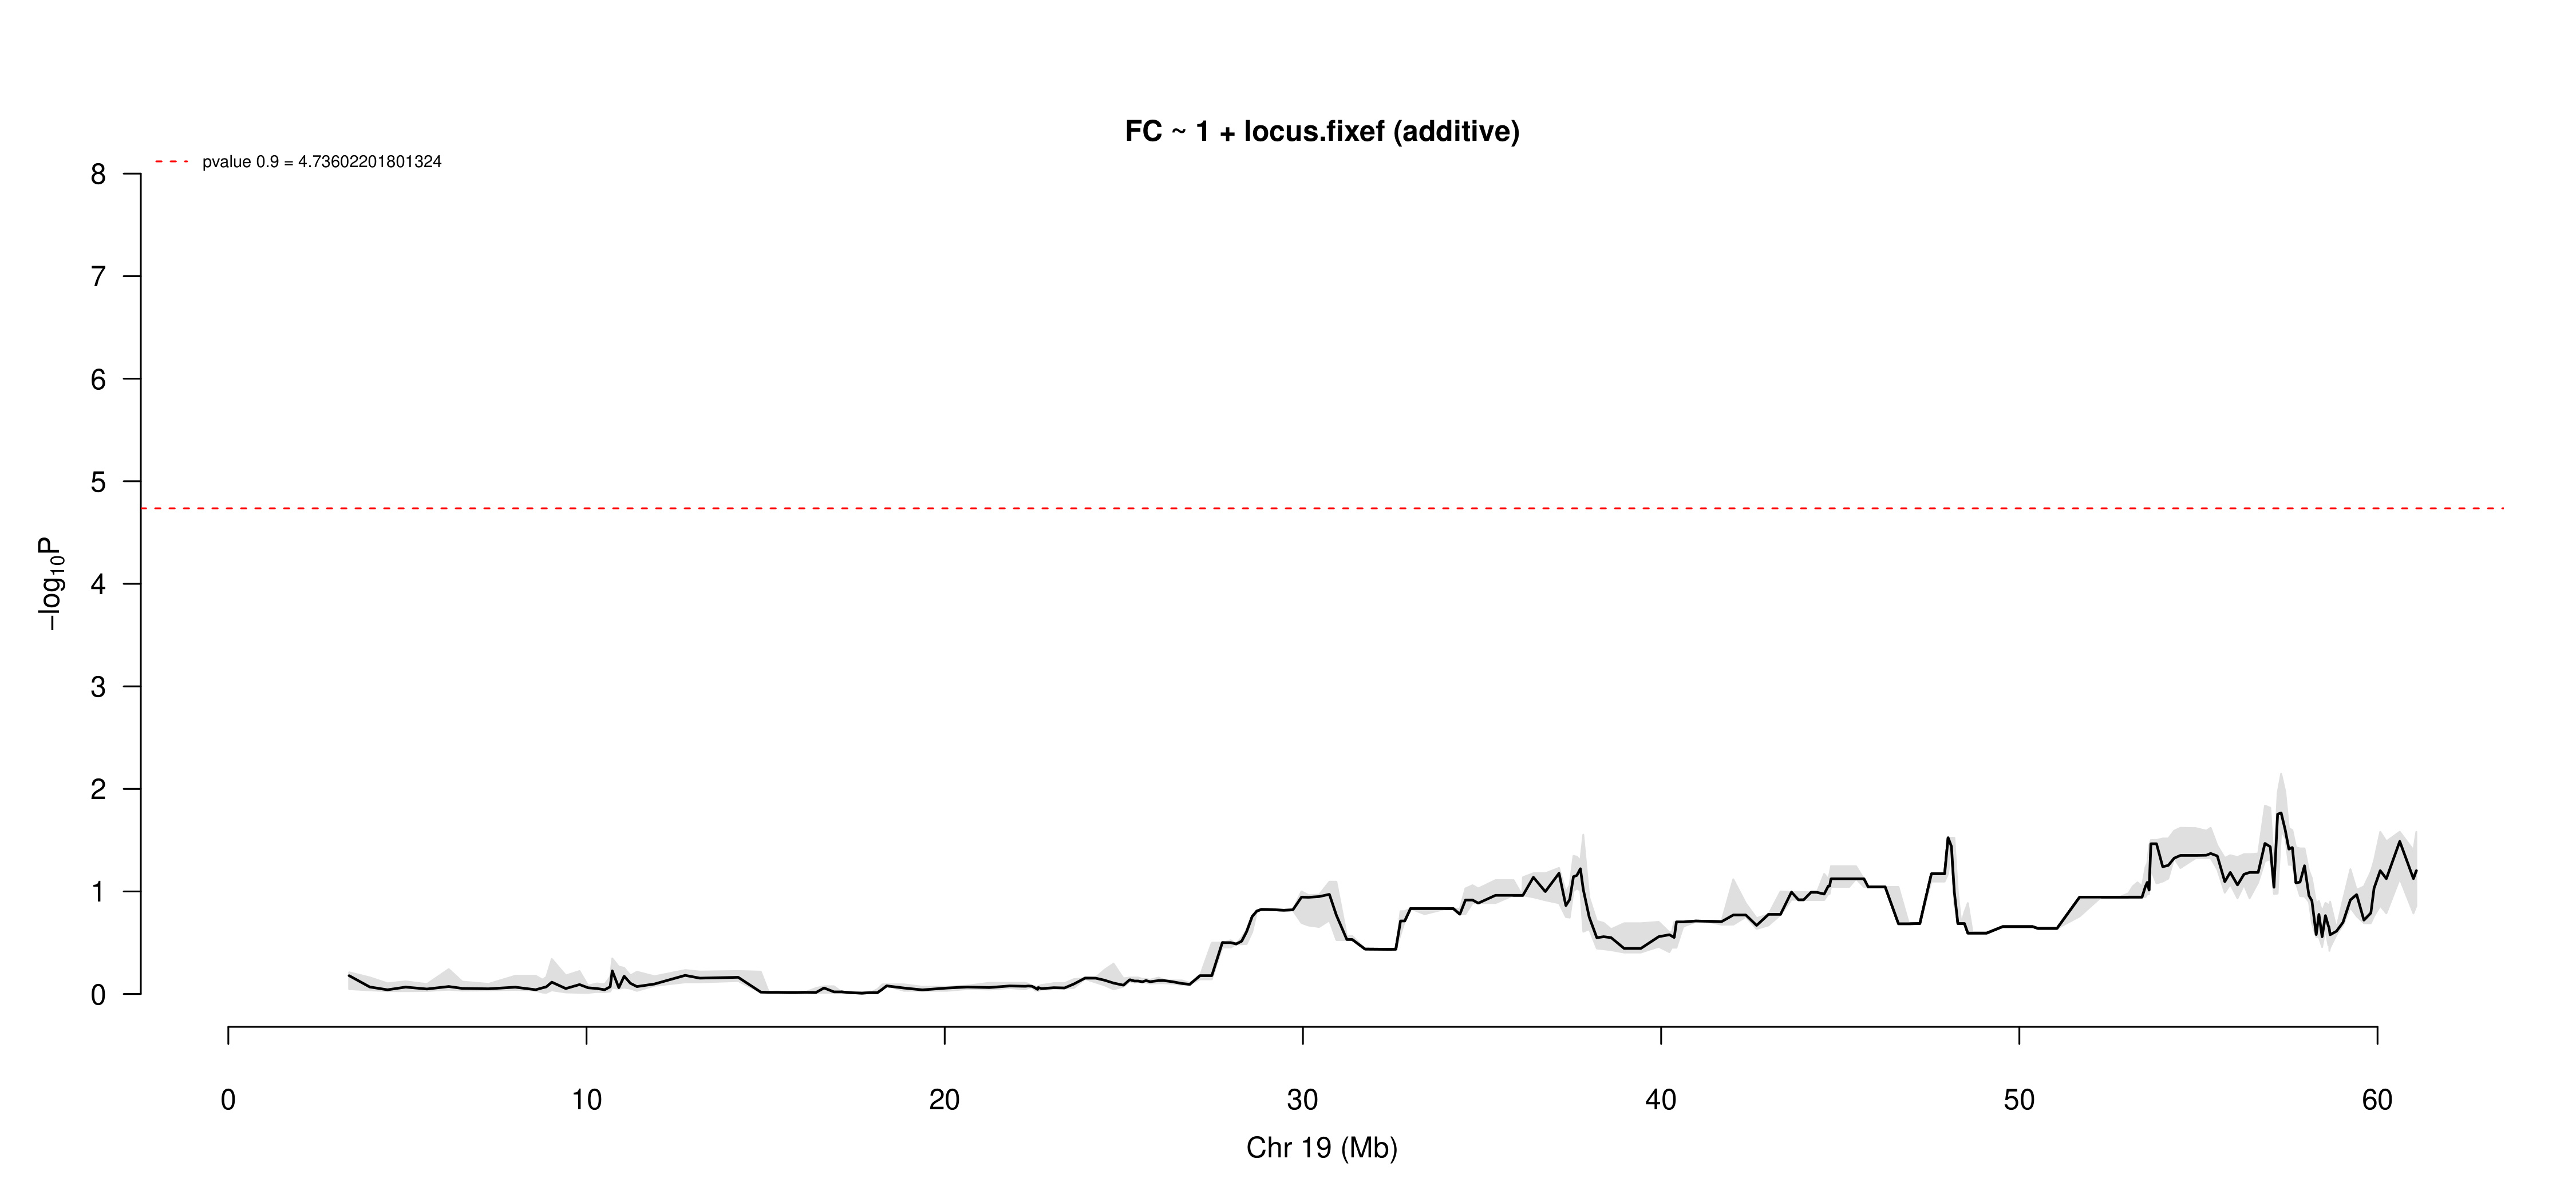 FC ~ 1 + locus.fixef (additive)
pvalue 0.9 = 4.73602201801324
8
7
6
5
4
3
2
1
0
−log10P
0 10 20 30 40 50 60
Chr 19 (Mb)